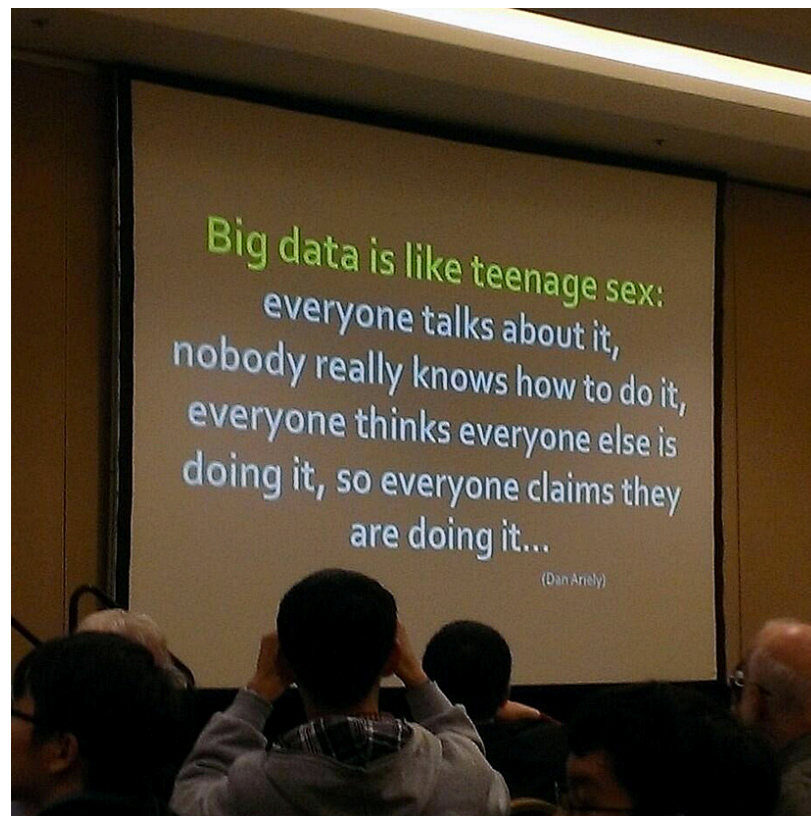 Big data is like teenage sex:
everyone talks about it,
nobody really knows how to do it,
everyone thinks everyone else is
doing it, so everyone claims they
are doing it...
(Dan Ariely)